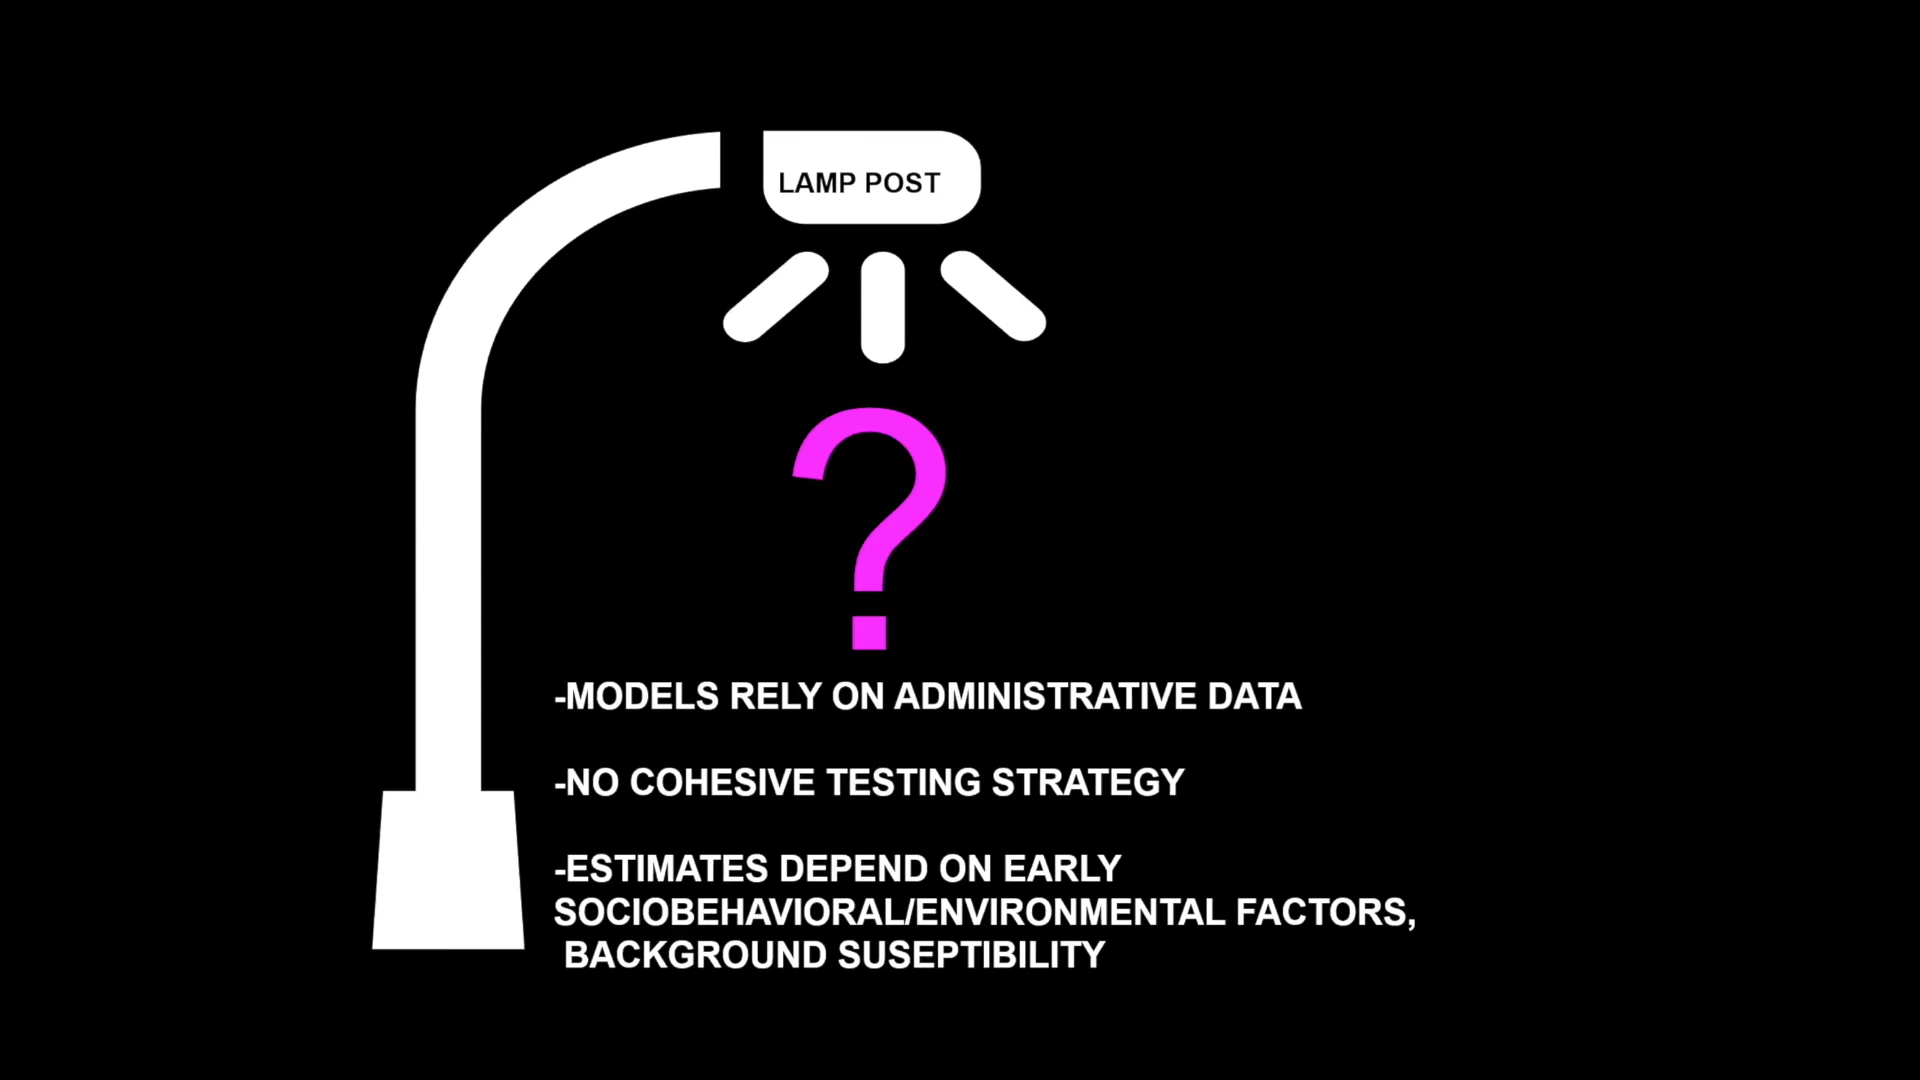 LAMP POST
?
-MODELS RELY ON ADMINISTRATIVE DATA
-NO COHESIVE TESTING STRATEGY
-ESTIMATES DEPEND ON EARLY
SOCIOBEHAVIORAL/ENVIRONMENTAL FACTORS,
BACKGROUND SUSEPTIBILITY